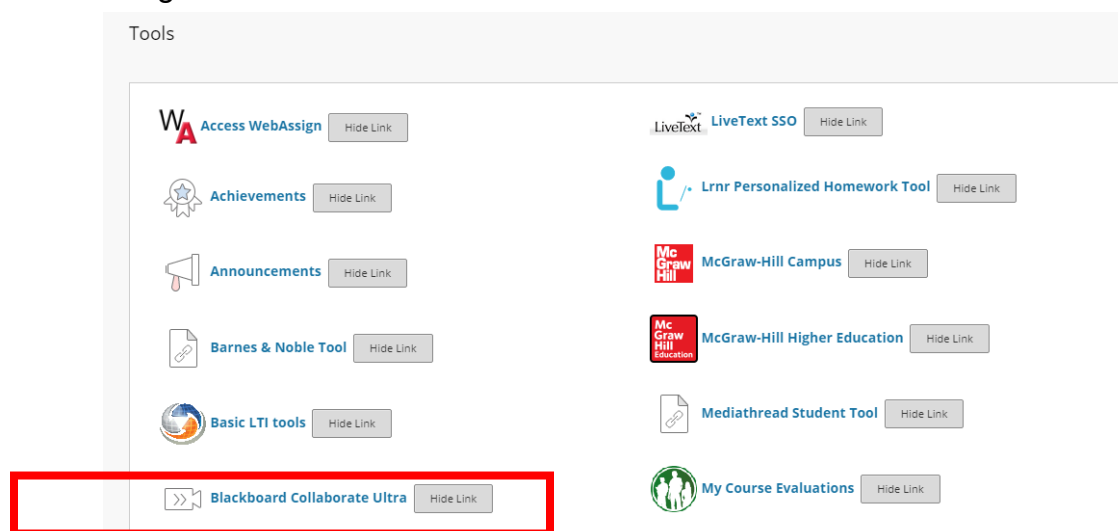 Tools
WA Access WebAssign Hide Link
Achievements Hide Link
Announcements Hide Link
Barnes & Noble Tool Hide Link
Basic LTI tools Hide Link
Blackboard Collaborate Ultra Hide Link
LiveText LiveText SSO Hide Link
Lrnr Personalized Homework Tool Hide Link
Mc Graw Hill McGraw-Hill Campus Hide Link
Mc Graw Hill Education McGraw-Hill Higher Education Hide Link
Mediathread Student Tool Hide Link
My Course Evaluations Hide Link